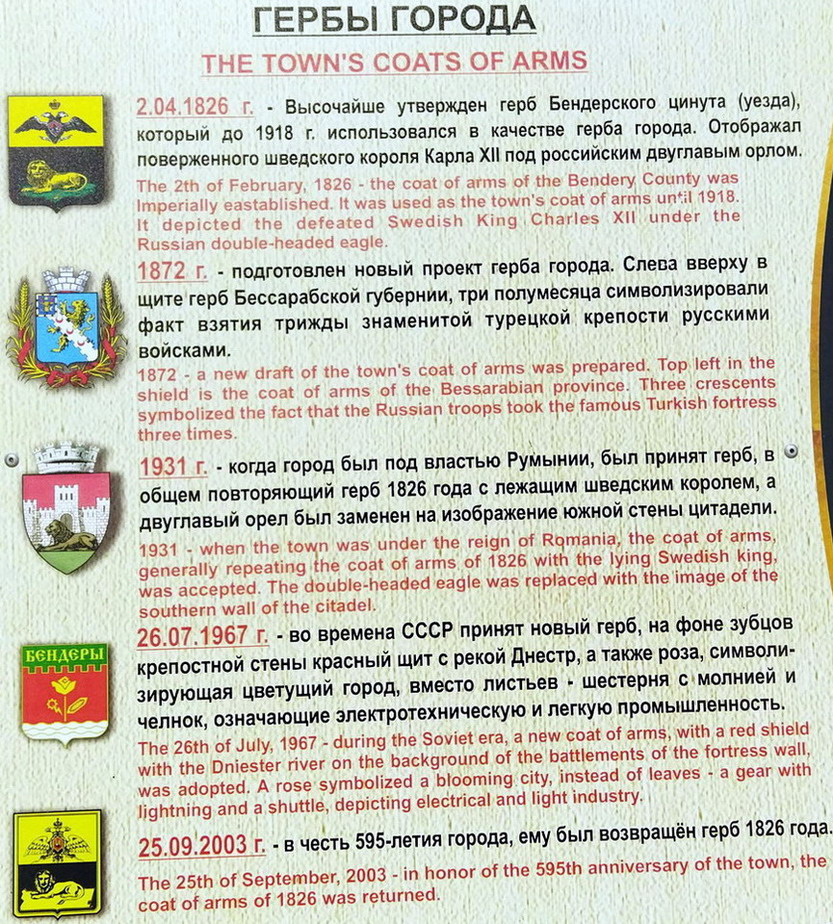 ГЕРБЫ ГОРОДА
THE TOWN'S COATS OF ARMS
2.04.1826 г. - Высочайше утвержден герб Бендерского цинута (уезда),
который до 1918 г. использовался в качестве герба города. Отображал
поверженного шведского короля Карла XII под российским двуглавым орлом.
The 2th of February, 1826 - the coat of arms of the Bendery County was
Imperially eastablished. It was used as the town's coat of arms until 1918.
It depicted the defeated Swedish King Charles XII under the
Russian double-headed eagle.
1872 г. - подготовлен новый проект герба города. Слева вверху в
щите герб Бессарабской губернии, три полумесяца символизировали
факт взятия трижды знаменитой турецкой крепости русскими
войсками.
1872 - a new draft of the town's coat of arms was prepared. Top left in the
shield is the coat of arms of the Bessarabian province. Three crescents
symbolized the fact that the Russian troops took the famous Turkish fortress
three times.
1931 г. - когда город был под властью Румынии, был принят герб, в
общем повторяющий герб 1826 года с лежащим шведским королем, а
двуглавый орел был заменен на изображение южной стены цитадели.
1931 - when the town was under the reign of Romania, the coat of arms,
generally repeating the coat of arms of 1826 with the lying Swedish king,
was accepted. The double-headed eagle was replaced with the image of the
southern wall of the citadel.
БЕНДЕРЫ
26.07.1967 г. - во времена СССР принят новый герб, на фоне зубцов
крепостной стены красный щит с рекой Днестр, а также роза, символи-
зирующая цветущий город, вместо листьев - шестерня с молнией и
челнок, означающие электротехническую и легкую промышленность.
The 26th of July, 1967 - during the Soviet era, a new coat of arms, with a red shield
with the Dniester river on the background of the battlements of the fortress wall,
was adopted. A rose symbolized a blooming city, instead of leaves - a gear with
lightning and a shuttle, depicting electrical and light industry.
25.09.2003 г. - в честь 595-летия города, ему был возвращён герб 1826 года.
The 25th of September, 2003 - in honor of the 595th anniversary of the town, the
coat of arms of 1826 was returned.